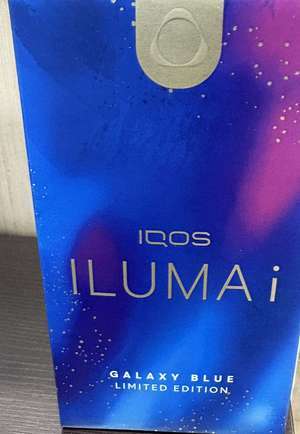 IQOS
ILUMA i
GALAXY BLUE
LIMITED EDITION